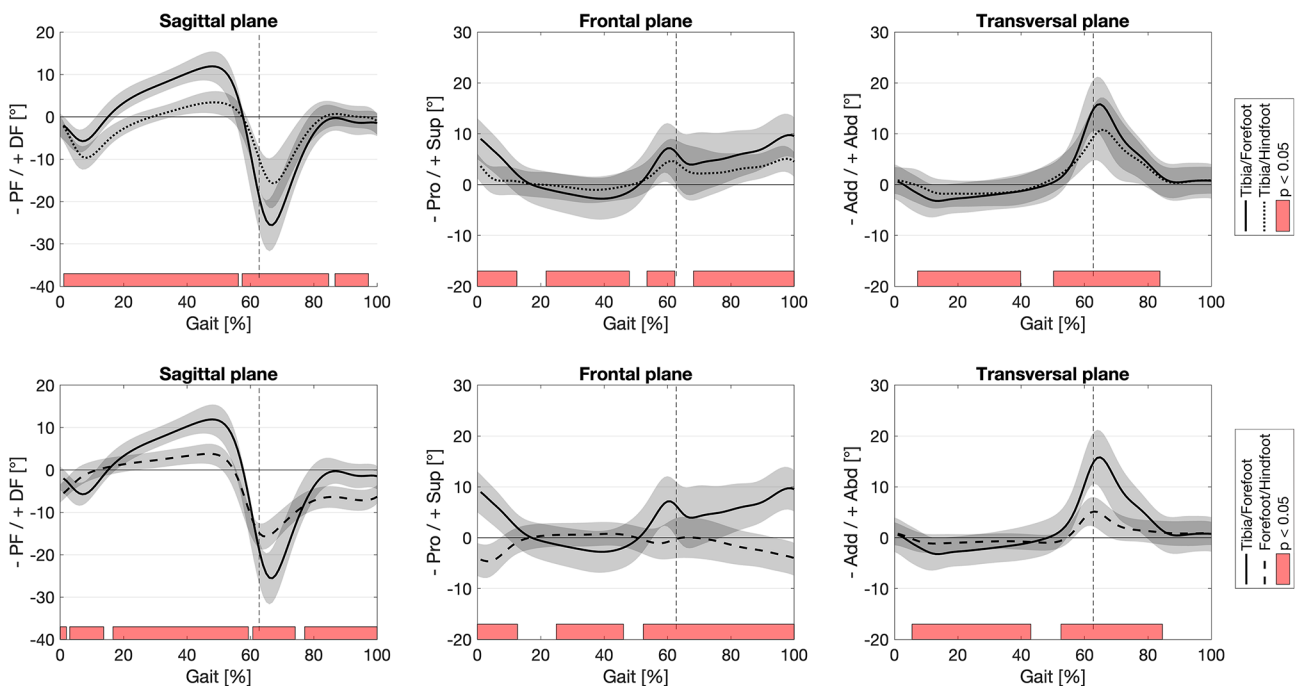 Sagittal plane
20
10
0
-10
-20
-30
-40
- PF / + DF [°]
0 20 40 60 80 100
Gait [%]
Frontal plane
30
20
10
0
-10
-20
- Pro / + Sup [°]
0 20 40 60 80 100
Gait [%]
Transversal plane
30
20
10
0
-10
-20
- Add / + Abd [°]
0 20 40 60 80 100
Gait [%]
Tibia/Forefoot
Tibia/Hindfoot
p < 0.05
Sagittal plane
20
10
0
-10
-20
-30
-40
- PF / + DF [°]
0 20 40 60 80 100
Gait [%]
Frontal plane
30
20
10
0
-10
-20
- Pro / + Sup [°]
0 20 40 60 80 100
Gait [%]
Transversal plane
30
20
10
0
-10
-20
- Add / + Abd [°]
0 20 40 60 80 100
Gait [%]
Tibia/Forefoot
Forefoot/Hindfoot
p < 0.05